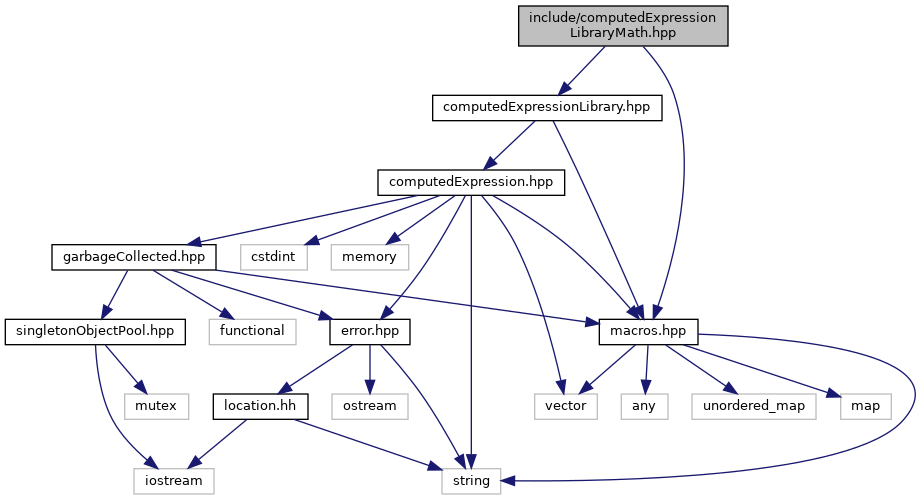 include/computedExpression
LibraryMath.hpp
computedExpressionLibrary.hpp
computedExpression.hpp
garbageCollected.hpp
cstdint
memory
singletonObjectPool.hpp
functional
error.hpp
macros.hpp
mutex
location.hh
ostream
vector
any
unordered_map
map
iostream
string